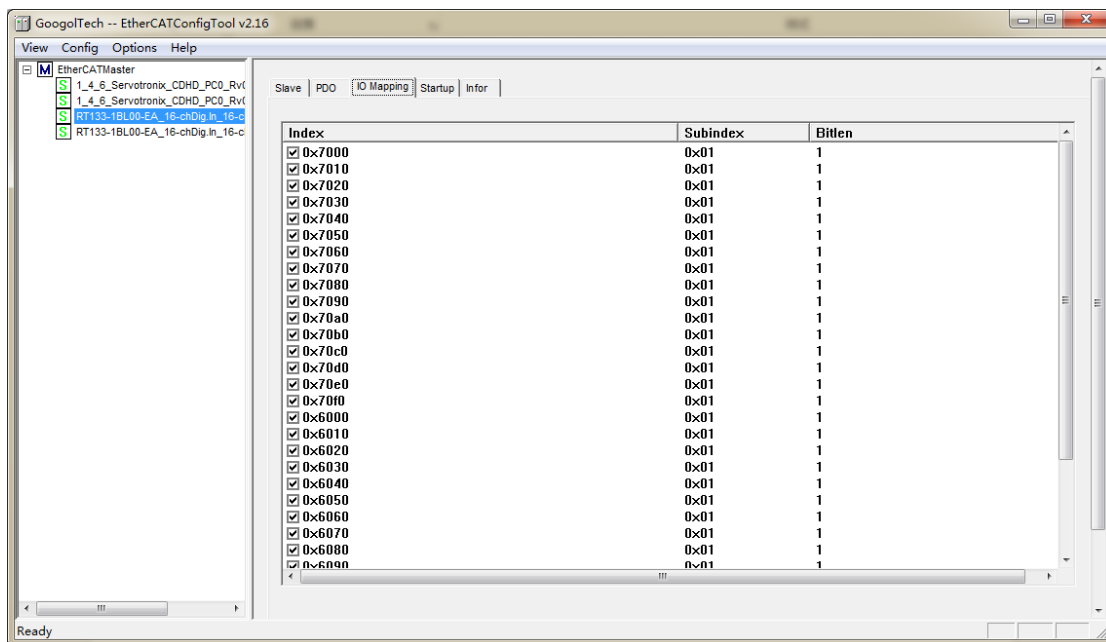 GoogolTech -- EtherCATConfigTool v2.16
View Config Options Help
M EtherCATMaster
S 1_4_6_Servotronix_CDHD_PC0_Rv(
S 1_4_6_Servotronix_CDHD_PC0_Rv(
S RT133-1BL00-EA_16-chDig.In_16-c
S RT133-1BL00-EA_16-chDig.In_16-c
Slave PDO IO Mapping Startup Infor
Index Subindex Bitlen
0x7000 0x01 1
0x7010 0x01 1
0x7020 0x01 1
0x7030 0x01 1
0x7040 0x01 1
0x7050 0x01 1
0x7060 0x01 1
0x7070 0x01 1
0x7080 0x01 1
0x7090 0x01 1
0x70a0 0x01 1
0x70b0 0x01 1
0x70c0 0x01 1
0x70d0 0x01 1
0x70e0 0x01 1
0x70f0 0x01 1
0x6000 0x01 1
0x6010 0x01 1
0x6020 0x01 1
0x6030 0x01 1
0x6040 0x01 1
0x6050 0x01 1
0x6060 0x01 1
0x6070 0x01 1
0x6080 0x01 1
0x6090 0x01 1
Ready